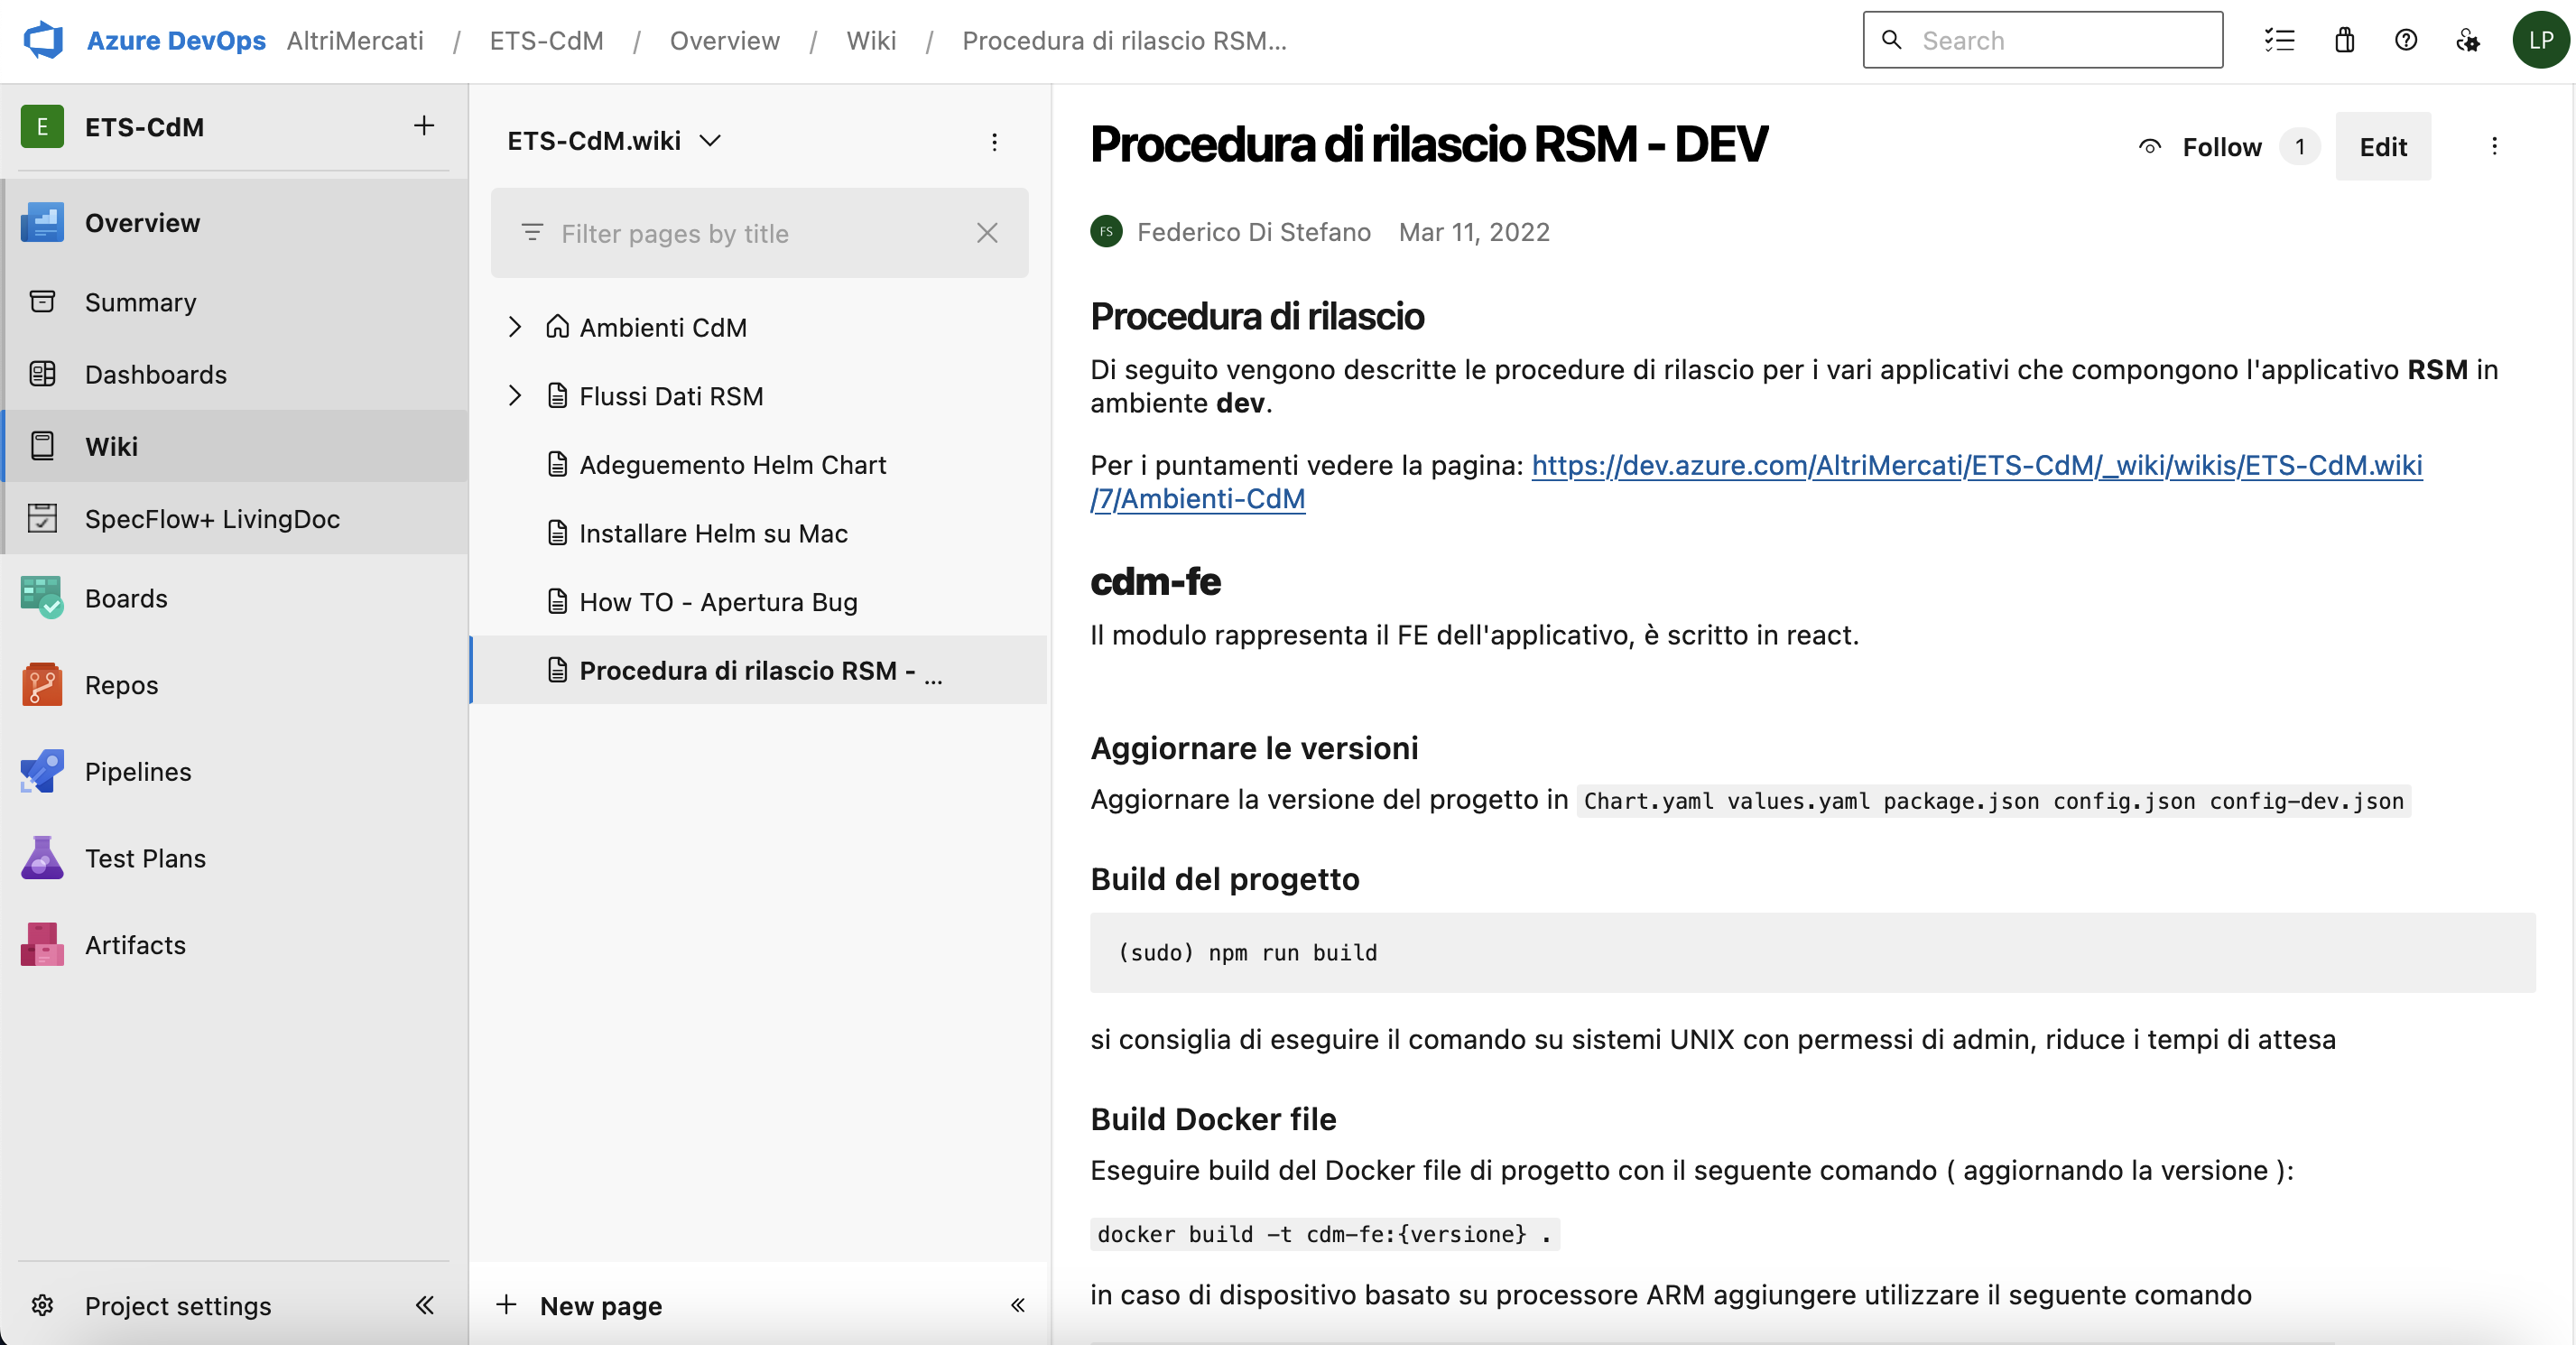 Azure DevOps AltriMercati / ETS-CdM / Overview / Wiki / Procedura di rilascio RSM...
Search
LP
E ETS-CdM
Overview
Summary
Dashboards
Wiki
SpecFlow+ LivingDoc
Boards
Repos
Pipelines
Test Plans
Artifacts
Project settings
ETS-CdM.wiki
Filter pages by title
Ambienti CdM
Flussi Dati RSM
Adeguemento Helm Chart
Installare Helm su Mac
How TO - Apertura Bug
Procedura di rilascio RSM - ...
New page
Procedura di rilascio RSM - DEV
Follow 1 Edit
FS Federico Di Stefano Mar 11, 2022
Procedura di rilascio
Di seguito vengono descritte le procedure di rilascio per i vari applicativi che compongono l'applicativo RSM in
ambiente dev.
Per i puntamenti vedere la pagina: https://dev.azure.com/AltriMercati/ETS-CdM/_wiki/wikis/ETS-CdM.wiki
/7/Ambienti-CdM
cdm-fe
Il modulo rappresenta il FE dell'applicativo, è scritto in react.
Aggiornare le versioni
Aggiornare la versione del progetto in Chart.yaml values.yaml package.json config.json config-dev.json
Build del progetto
(sudo) npm run build
si consiglia di eseguire il comando su sistemi UNIX con permessi di admin, riduce i tempi di attesa
Build Docker file
Eseguire build del Docker file di progetto con il seguente comando ( aggiornando la versione ):
docker build -t cdm-fe:{versione} .
in caso di dispositivo basato su processore ARM aggiungere utilizzare il seguente comando